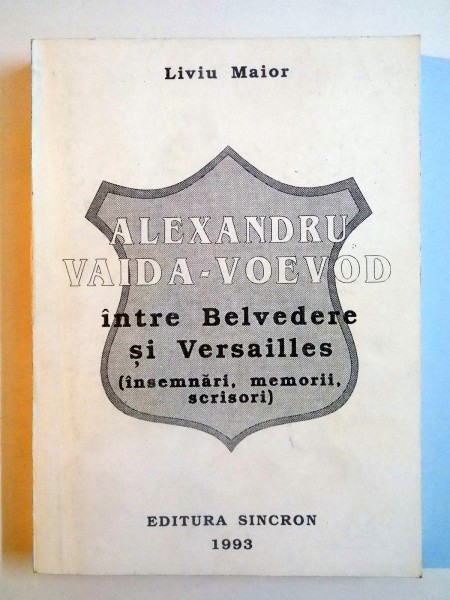 Liviu Maior
ALEXANDRU
VAIDA-VOEVOD
între Belvedere
și Versailles
(însemnări, memorii,
scrisori)
EDITURA SINCRON
1993